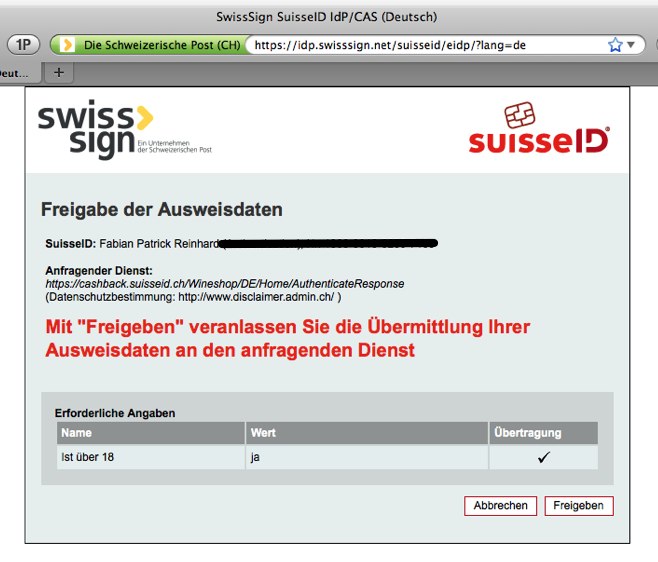 SwissSign SuisseID IdP/CAS (Deutsch)
1P Die Schweizerische Post (CH) https://idp.swisssign.net/suisseid/eidp/?lang=de
Deut... +
swiss sign
Ein Unternehmen
der Schweizerischen Post
suisseID
Freigabe der Ausweisdaten
SuisseID: Fabian Patrick Reinhard
Anfragender Dienst:
https://cashback.suisseid.ch/Wineshop/DE/Home/AuthenticateResponse
(Datenschutzbestimmung: http://www.disclaimer.admin.ch/ )
Mit "Freigeben" veranlassen Sie die Übermittlung Ihrer
Ausweisdaten an den anfragenden Dienst
Erforderliche Angaben
Name Wert Übertragung
Ist über 18 ja ✓
Abbrechen Freigeben